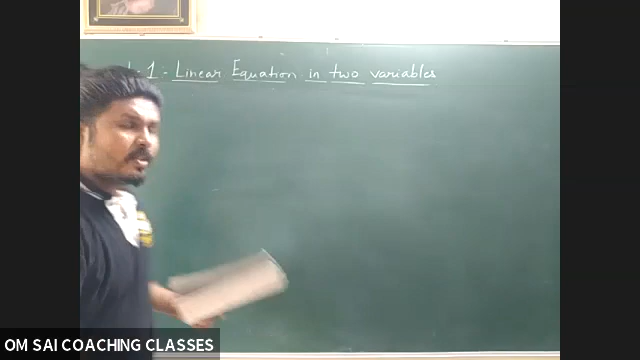 1 : Linear Equation in two variables
OM SAI COACHING CLASSES